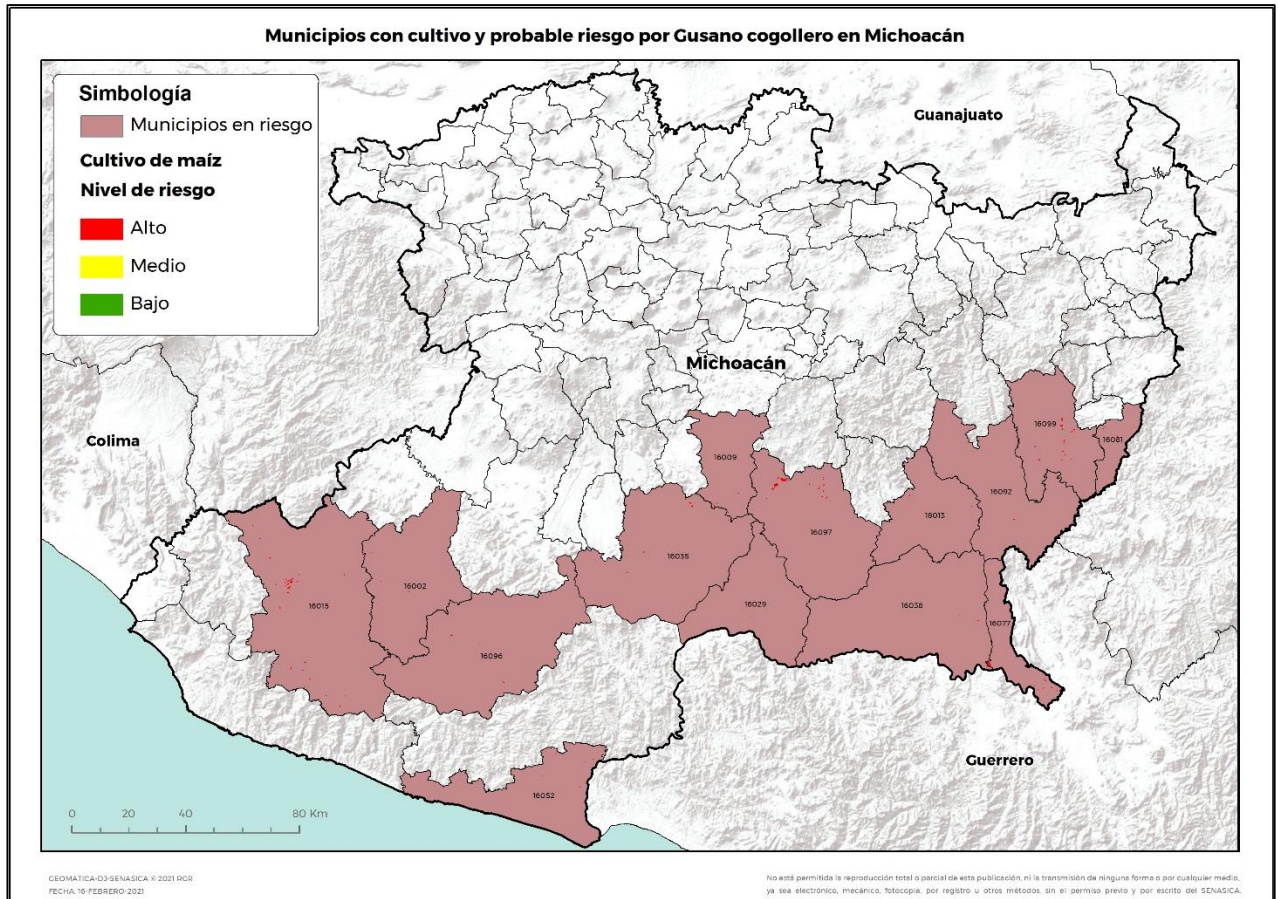 Municipios con cultivo y probable riesgo por Gusano cogollero en Michoacán
Simbología
Municipios en riesgo
Cultivo de maíz
Nivel de riesgo
Alto
Medio
Bajo
Guanajuato
Michoacán
Colima
Guerrero
16099
16081
16009
16092
16013
16035
16097
16002
16015
16029
16038
16077
16096
16052
0 20 40 80 Km
GEOMATICA-DJ-SENASICA © 2021 RGR
FECHA. 16-FEBRERO-2021
No está permitida la reproducción total o parcial de esta publicación, ni la transmisión de ninguna forma o por cualquier medio,
ya sea electrónico, mecánico, fotocopia, por registro u otros métodos, sin el permiso previo y por escrito del SENASICA.